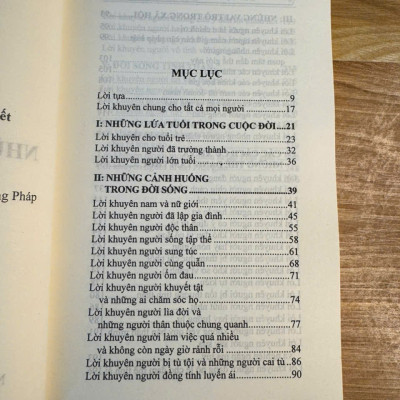 ết
NH
ng Pháp
MỤC LỤC
Lời tựa 9
Lời khuyên chung cho tất cả mọi người 17
I: NHỮNG LỨA TUỔI TRONG CUỘC ĐỜI ...21
Lời khuyên cho tuổi trẻ 23
Lời khuyên người đã trưởng thành 32
Lời khuyên người lớn tuổi 36
II: NHỮNG CẢNH HUỐNG
TRONG ĐỜI SỐNG 39
Lời khuyên nam và nữ giới 41
Lời khuyên người đã lập gia đình 45
Lời khuyên người độc thân 55
Lời khuyên người sống tập thể 58
Lời khuyên người sung túc 61
Lời khuyên người cùng quẫn 68
Lời khuyên người ốm đau 71
Lời khuyên người khuyết tật
và những ai chăm sóc họ 74
Lời khuyên người lìa đời và
những người thân thuộc chung quanh 77
Lời khuyên người làm việc quá nhiều
và không còn ngày giờ rảnh rỗi 84
Lời khuyên người bị tù tội và những người cai tù 86
Lời khuyên người đồng tính luyến ái 90